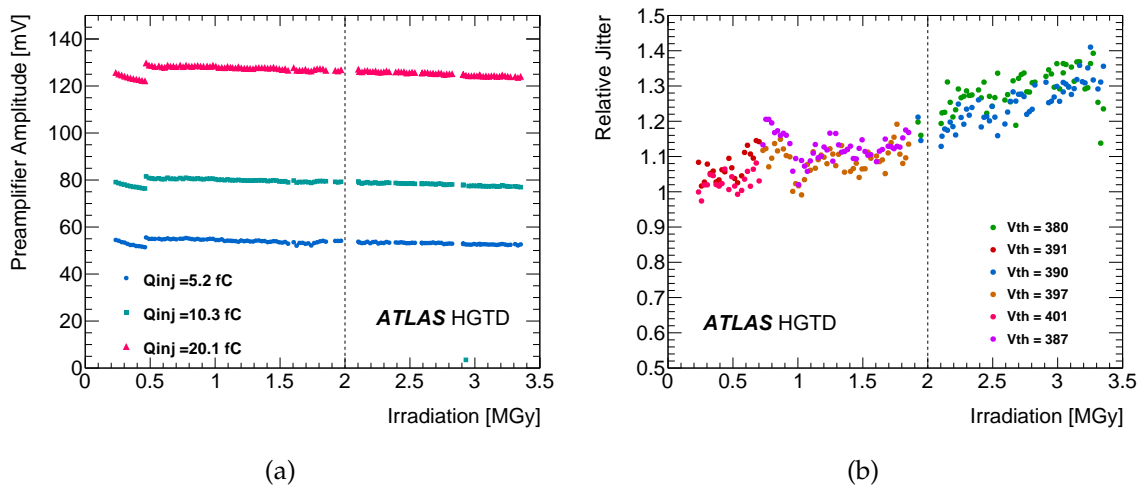 Preamplifier Amplitude [mV]
140
120
100
80
60
40
20
0
Qinj =5.2 fC
Qinj =10.3 fC
Qinj =20.1 fC
ATLAS HGTD
0 0.5 1 1.5 2 2.5 3 3.5
Irradiation [MGy]
(a)
Relative Jitter
1.5
1.4
1.3
1.2
1.1
1
0.9
0.8
0.7
0.6
0.5
Vth = 380
Vth = 391
Vth = 390
Vth = 397
Vth = 401
Vth = 387
ATLAS HGTD
0 0.5 1 1.5 2 2.5 3 3.5
Irradiation [MGy]
(b)